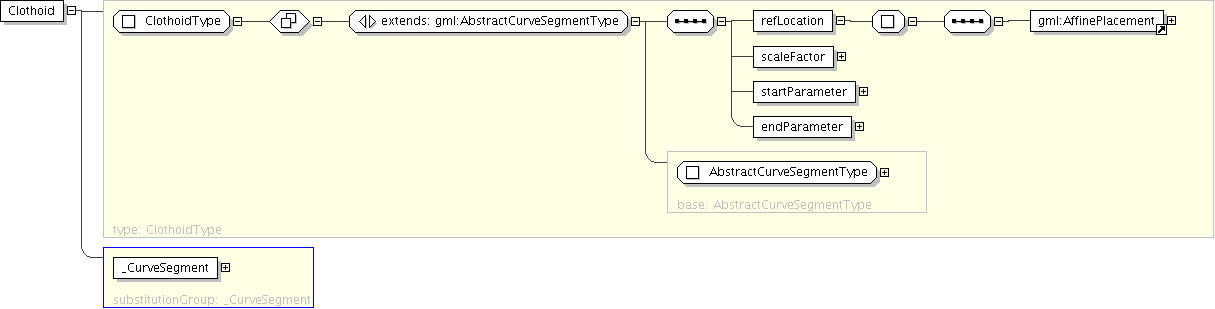 Clothoid
ClothoidType
extends: gml:AbstractCurveSegmentType
refLocation
gml:AffinePlacement
scaleFactor
startParameter
endParameter
AbstractCurveSegmentType
base: AbstractCurveSegmentType
type: ClothoidType
_CurveSegment
substitutionGroup: _CurveSegment